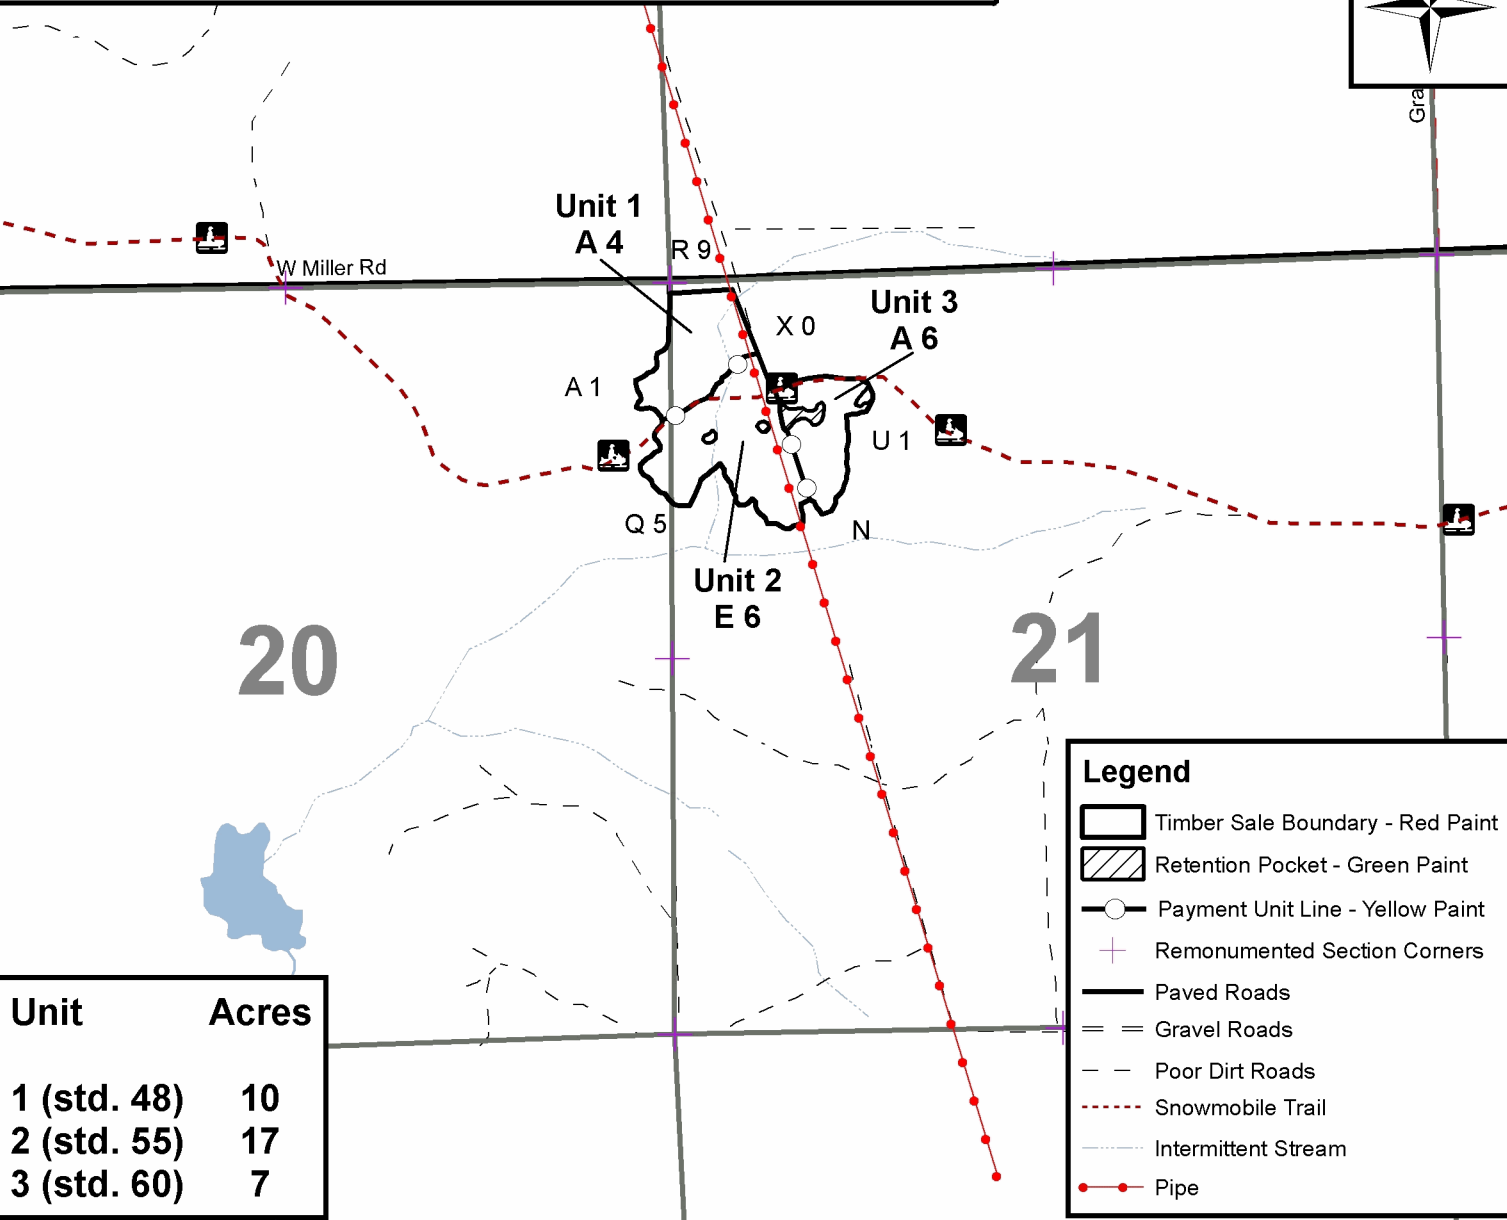 Gra
Unit 1
A 4
R 9
W Miller Rd
Unit 3
A 6
X 0
A 1
U 1
Q 5
N
Unit 2
E 6
20
21
Legend
Timber Sale Boundary - Red Paint
Retention Pocket - Green Paint
Payment Unit Line - Yellow Paint
Remonumented Section Corners
Paved Roads
Gravel Roads
Poor Dirt Roads
Snowmobile Trail
Intermittent Stream
Pipe
Unit Acres
1 (std. 48) 10
2 (std. 55) 17
3 (std. 60) 7